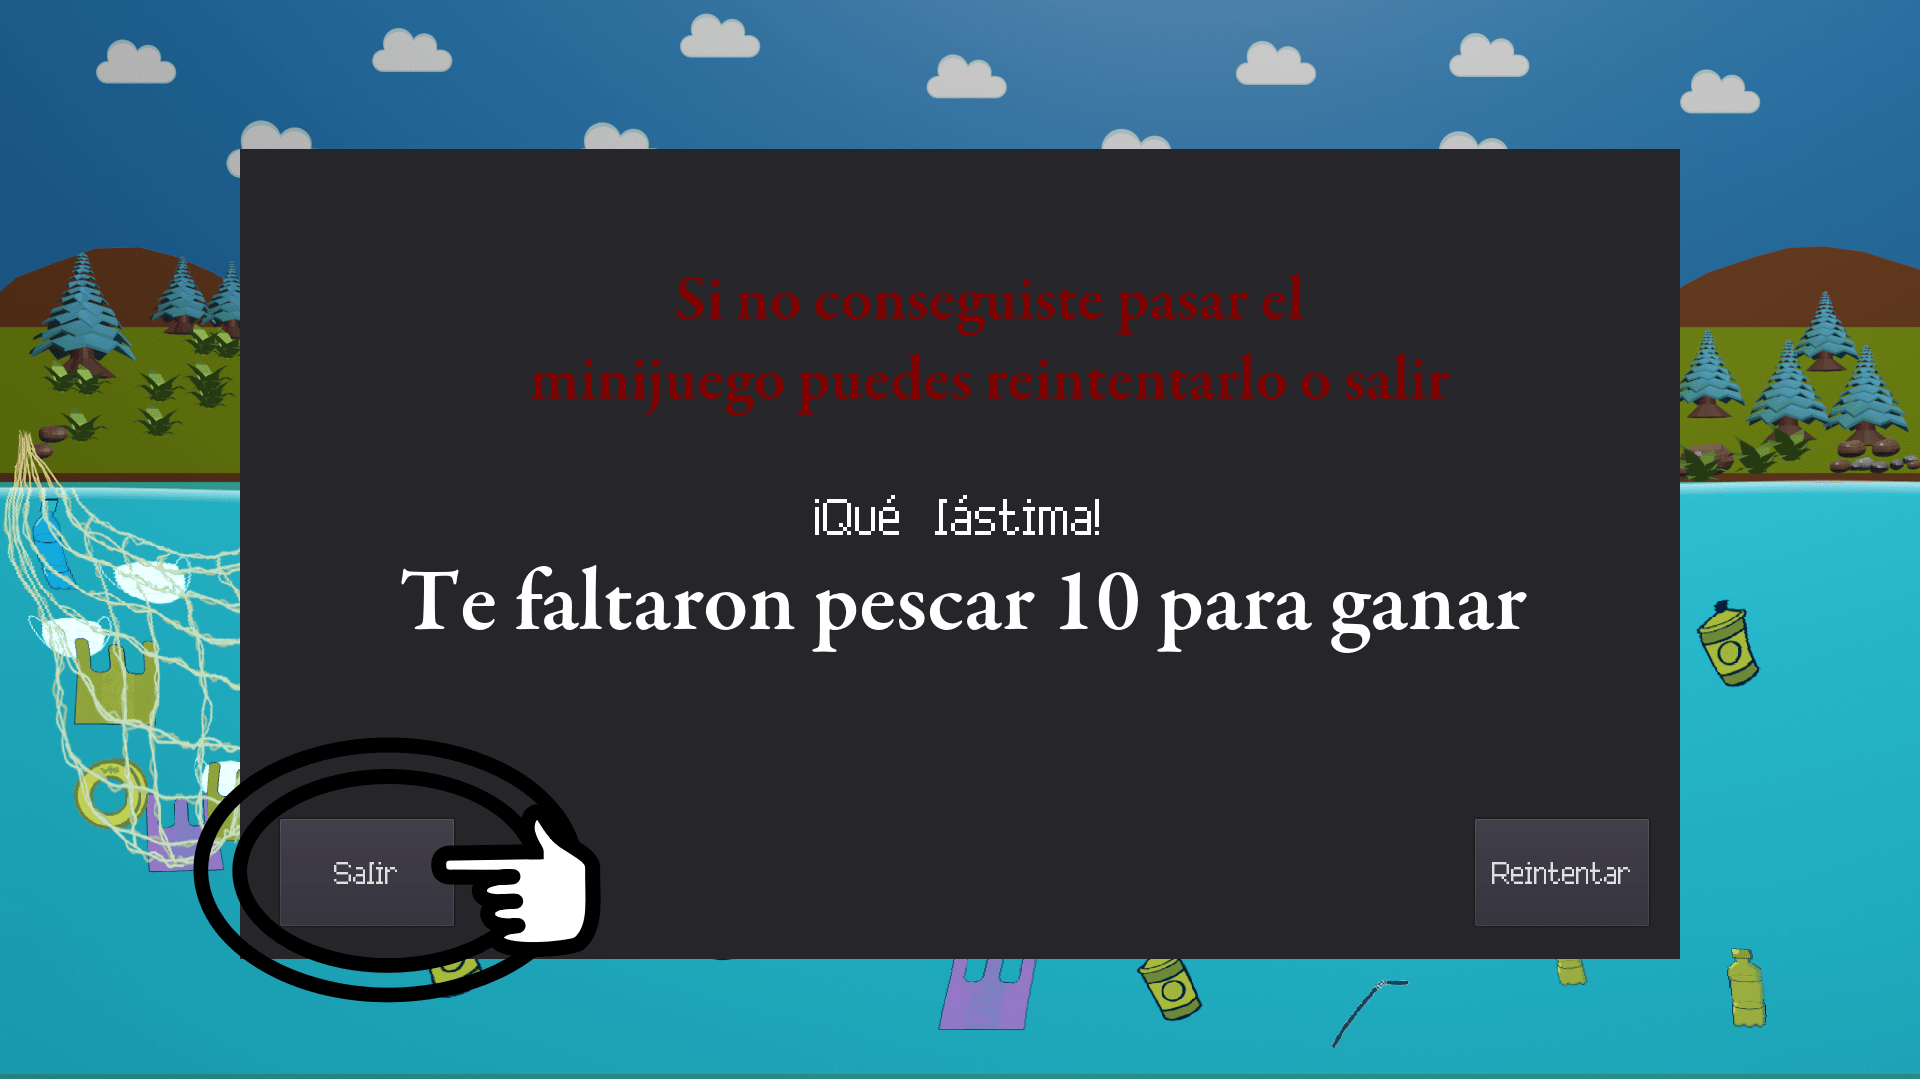 Si no conseguiste pasar el
minijuego puedes reintentarlo o salir
¡Qué lástima!
Te faltaron pescar 10 para ganar
Salir
Reintentar